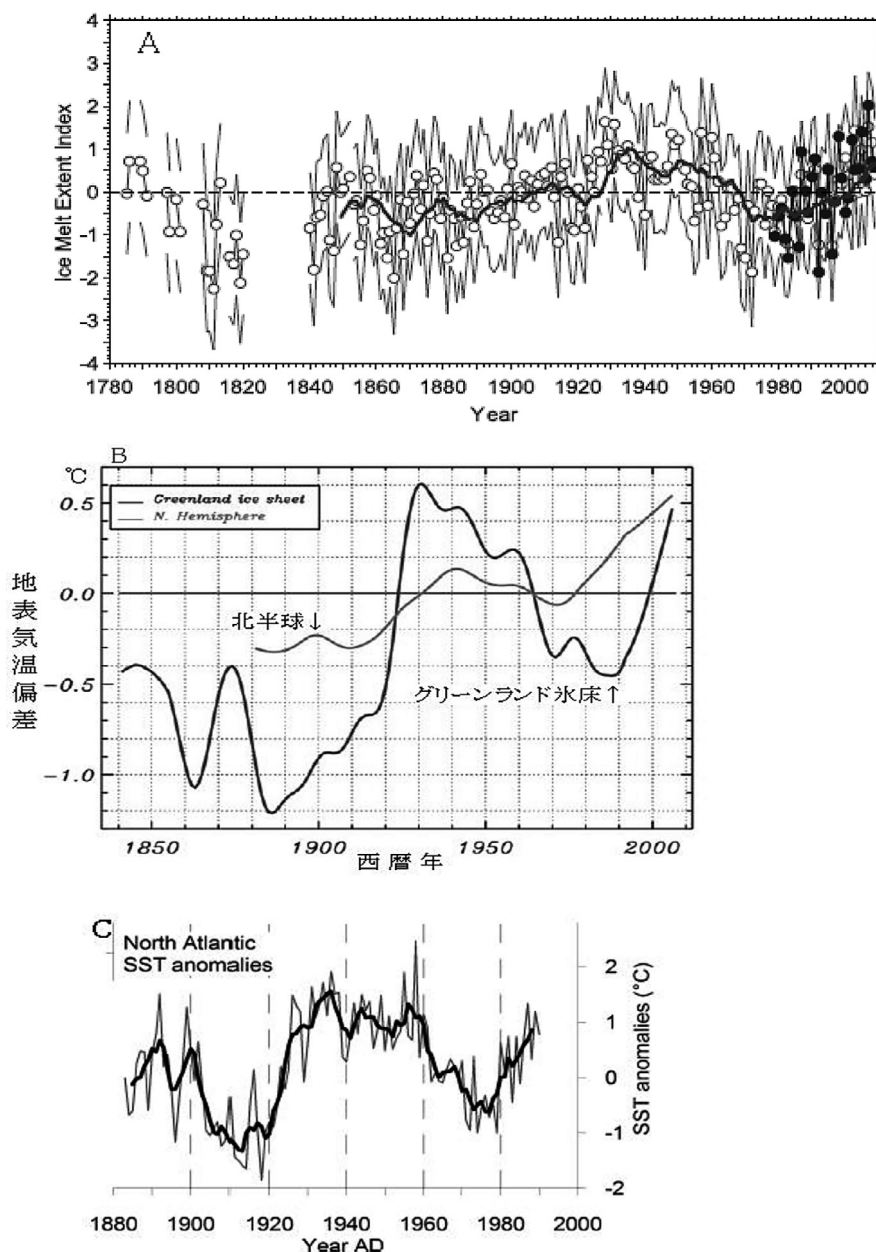 A
Ice Melt Extent Index
4
3
2
1
0
-1
-2
-3
-4
1780 1800 1820 1840 1860 1880 1900 1920 1940 1960 1980 2000
Year
B
℃
Greenland ice sheet
N. Hemisphere
0.5
0.0
-0.5
-1.0
地表気温偏差
北半球↓
グリーンランド氷床↑
1850 1900 1950 2000
西暦年
C
North Atlantic
SST anomalies
2
1
0
-1
-2
SST anomalies (°C)
1880 1900 1920 1940 1960 1980 2000
Year AD